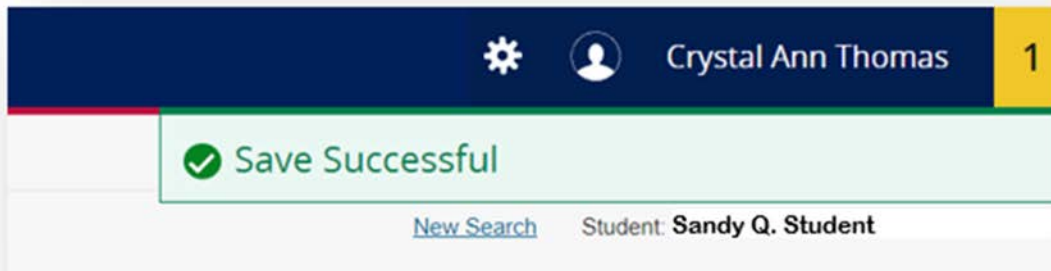 Crystal Ann Thomas 1
Save Successful
New Search Student: Sandy Q. Student